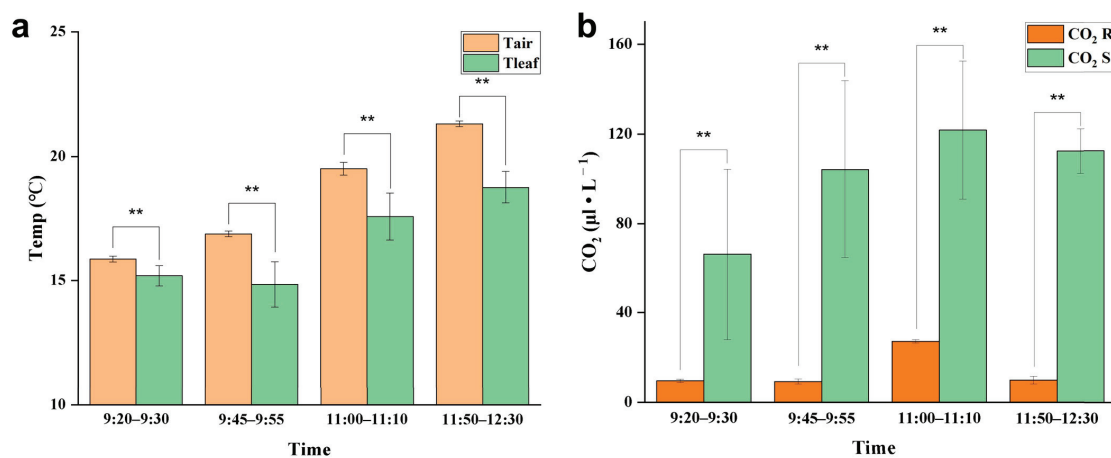 a
25
20
15
10
Temp (℃)
Tair
Tleaf
**
**
**
**
9:20–9:30
9:45–9:55
11:00–11:10
11:50–12:30
Time
b
160
120
80
40
0
CO₂ (μl • L⁻¹)
CO₂ R
CO₂ S
**
**
**
**
9:20–9:30
9:45–9:55
11:00–11:10
11:50–12:30
Time